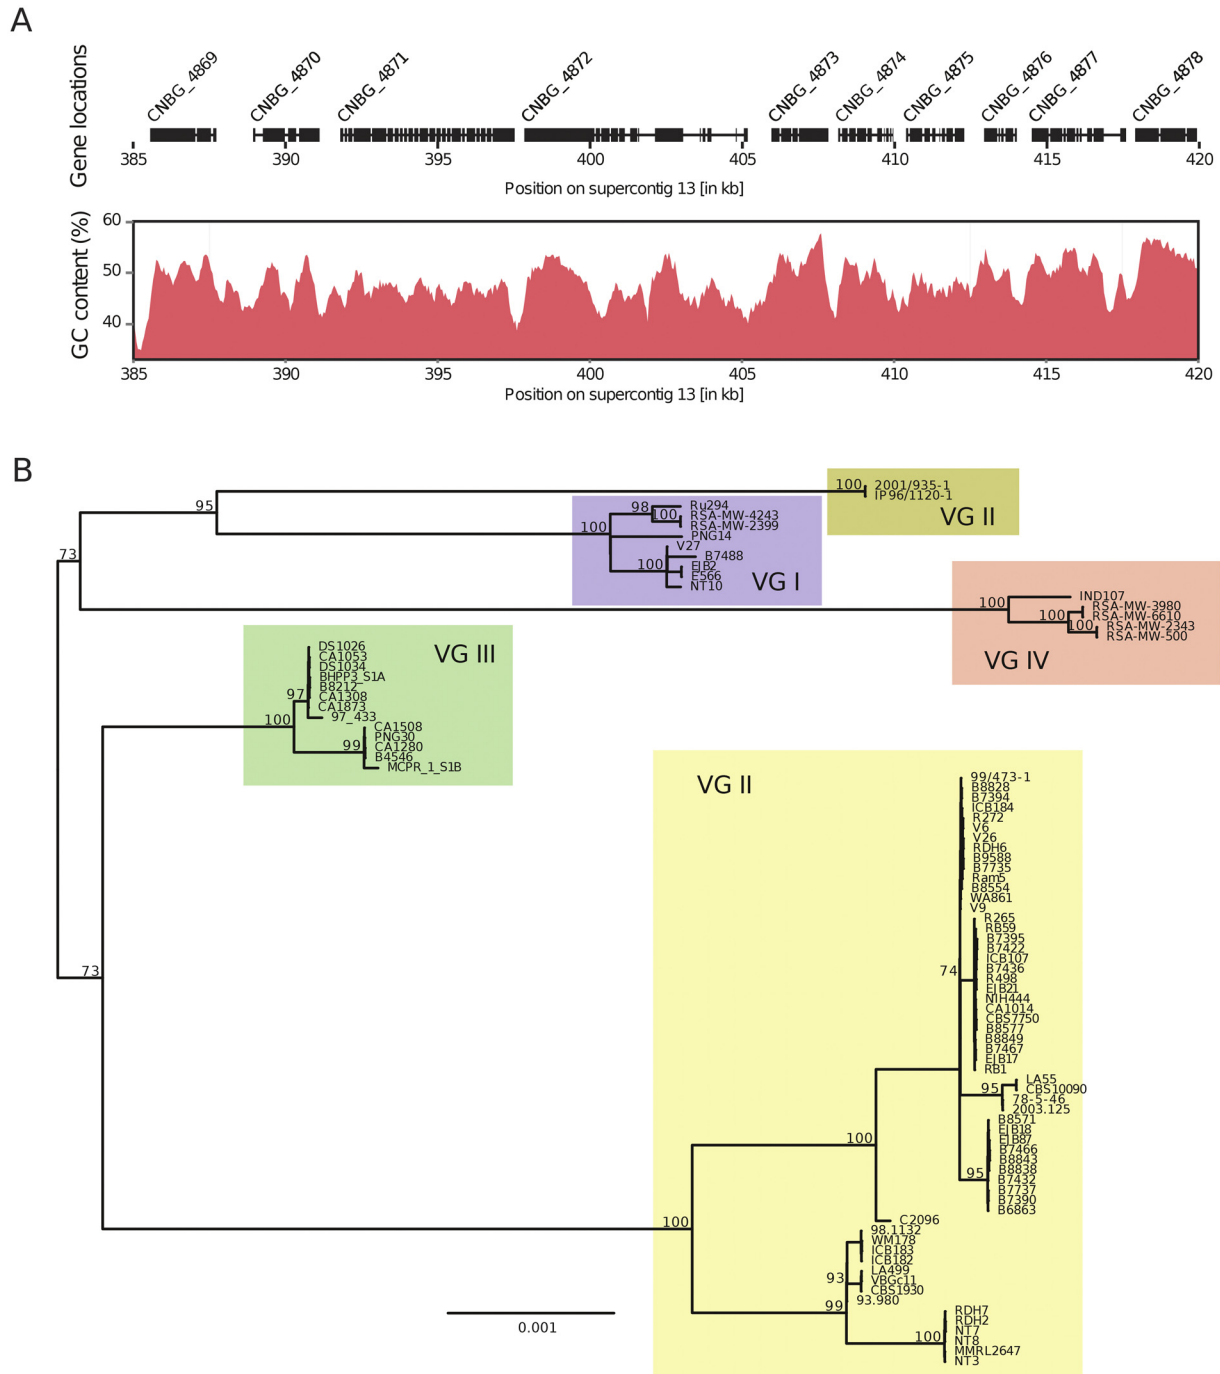 A
Gene locations
CNBG_4869
CNBG_4870
CNBG_4871
CNBG_4872
CNBG_4873
CNBG_4874
CNBG_4875
CNBG_4876
CNBG_4877
CNBG_4878
385 390 395 400 405 410 415 420
Position on supercontig 13 [in kb]
GC content (%)
60
50
40
385 390 395 400 405 410 415 420
Position on supercontig 13 [in kb]
B
95
100
2001/935-1
IP96/1120-1
VG II
98
Ru294
100
RSA-MW-4243
RSA-MW-2399
100
PNG14
V27
B7488
100
EJB2
E566
NT10
VG I
73
100
IND107
100
RSA-MW-3980
RSA-MW-6610
100
RSA-MW-2343
RSA-MW-500
VG IV
VG III
DS1026
CA1053
DS1034
BHPP3_S1A
B8212
CA1308
CA1873
97
97_433
100
CA1508
PNG30
99
CA1280
B4546
MCPR_1_S1B
73
VG II
99/473-1
B8828
B7394
ICB184
R272
V6
V26
RDH6
B9588
B7735
Ram5
B8554
WA861
V9
R265
RB59
B7395
B7422
ICB107
B7436
74
R498
EJB21
NIH444
CA1014
CBS7750
B8577
B8849
B7467
EJB17
RB1
LA55
95
CBS10090
78-5-46
2003.125
B8571
EJB18
EJB87
B7466
B8843
B8838
95
B7432
B7737
B7390
B6863
100
C2096
100
98.1132
WM178
ICB183
ICB182
LA499
93
VBGc11
CBS1930
93.980
99
RDH7
RDH2
NT7
100
NT8
MMRL2647
NT3
0.001